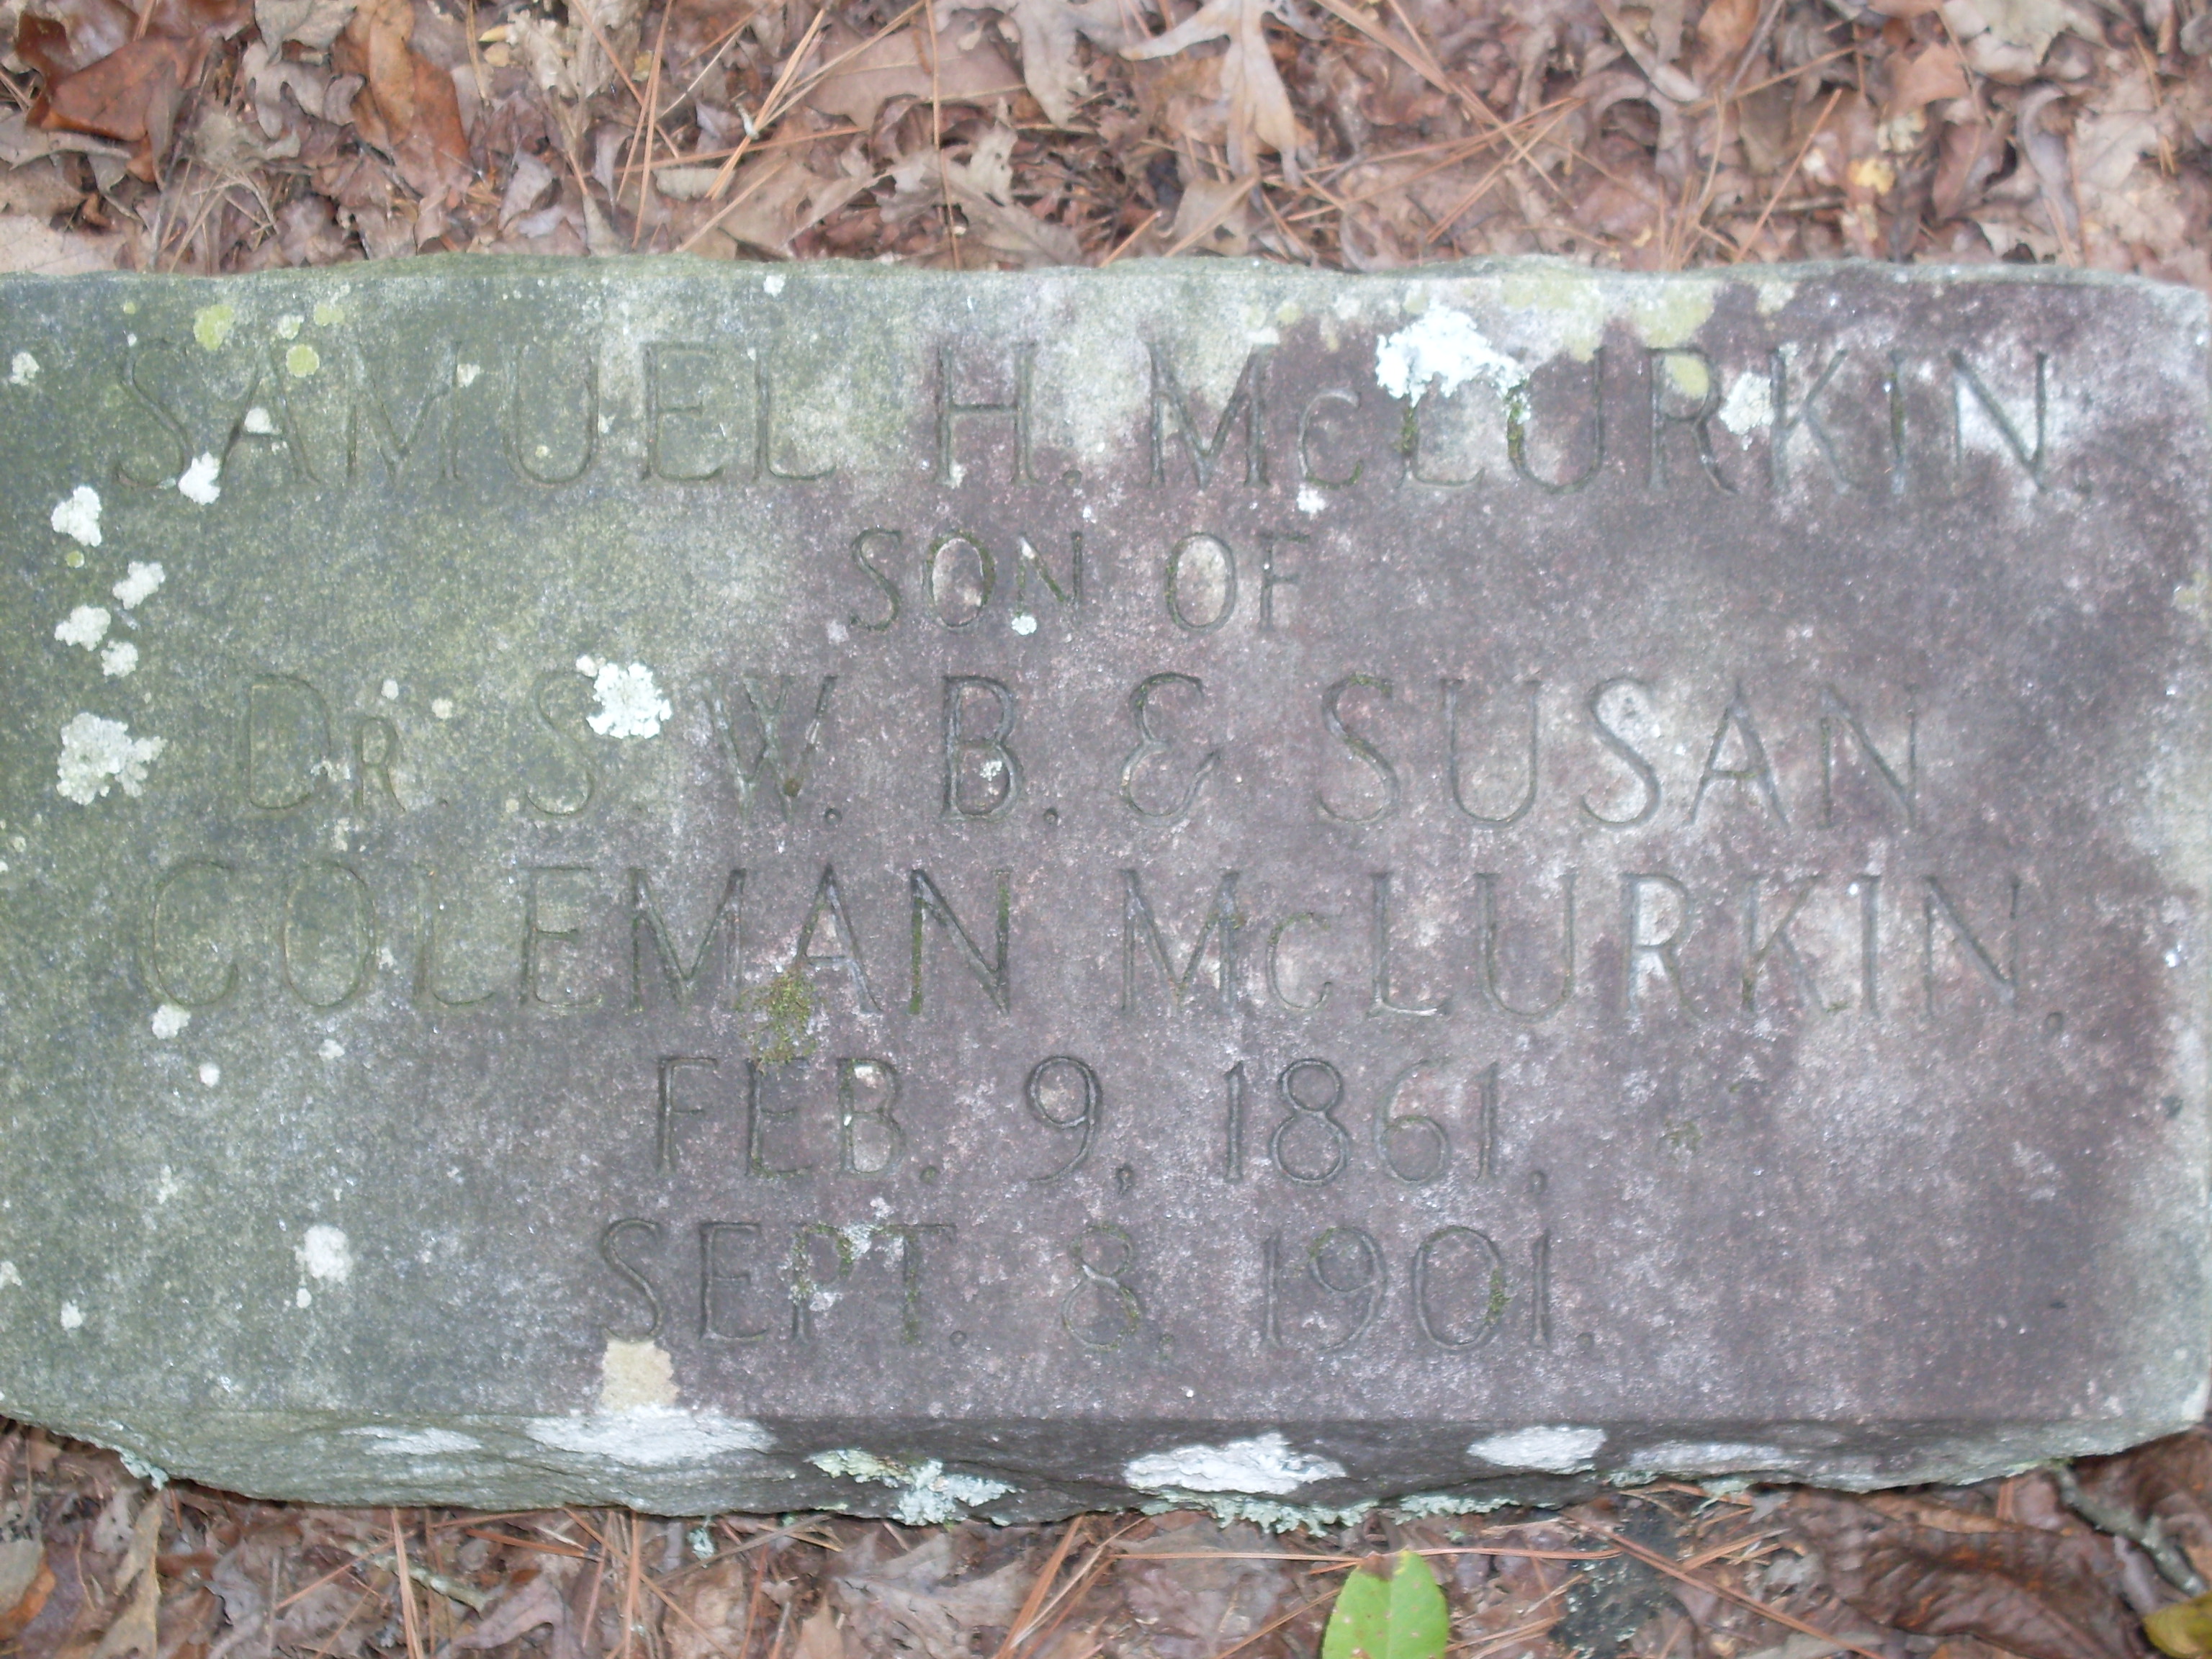 SAMUEL H. McLURKIN.
SON OF
DR. S. W. B. & SUSAN
COLEMAN McLURKIN.
FEB. 9, 1861,
SEPT. 8, 1901.